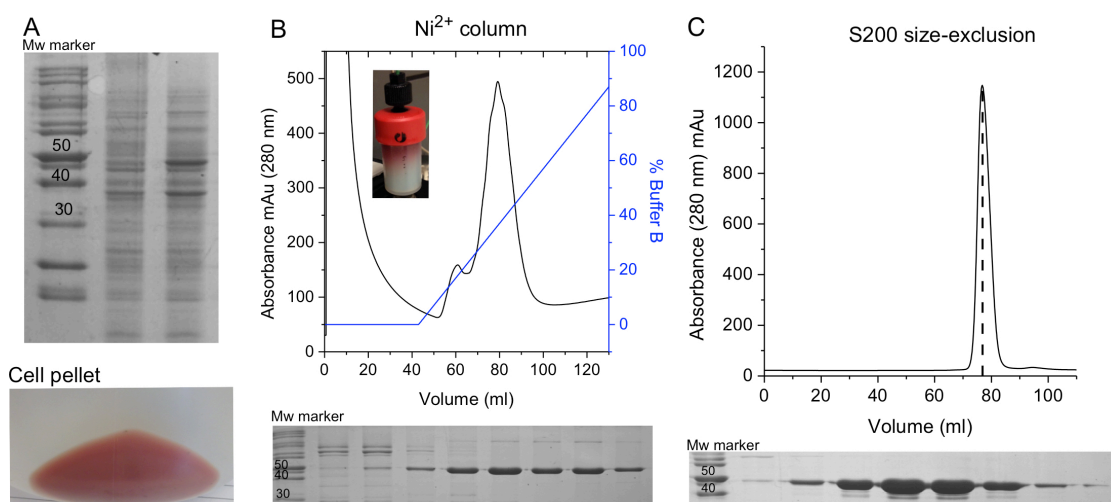 A
Mw marker
50
40
30
Cell pellet
B
Ni2+ column
Absorbance mAu (280 nm)
500
400
300
200
100
0
0 20 40 60 80 100 120
Volume (ml)
100
80
60
40
20
0
% Buffer B
Mw marker
50
40
30
C
S200 size-exclusion
Absorbance (280 nm) mAu
1200
1000
800
600
400
200
0
0 20 40 60 80 100
Volume (ml)
Mw marker
50
40